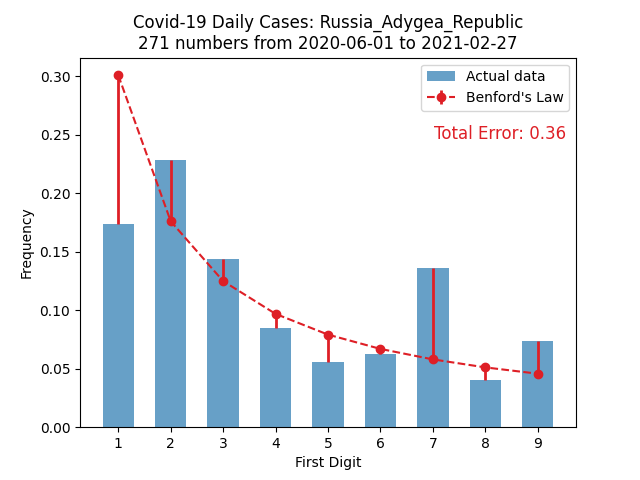 Covid-19 Daily Cases: Russia_Adygea_Republic
271 numbers from 2020-06-01 to 2021-02-27
Actual data
Benford's Law
Total Error: 0.36
Frequency
0.30
0.25
0.20
0.15
0.10
0.05
0.00
1 2 3 4 5 6 7 8 9
First Digit